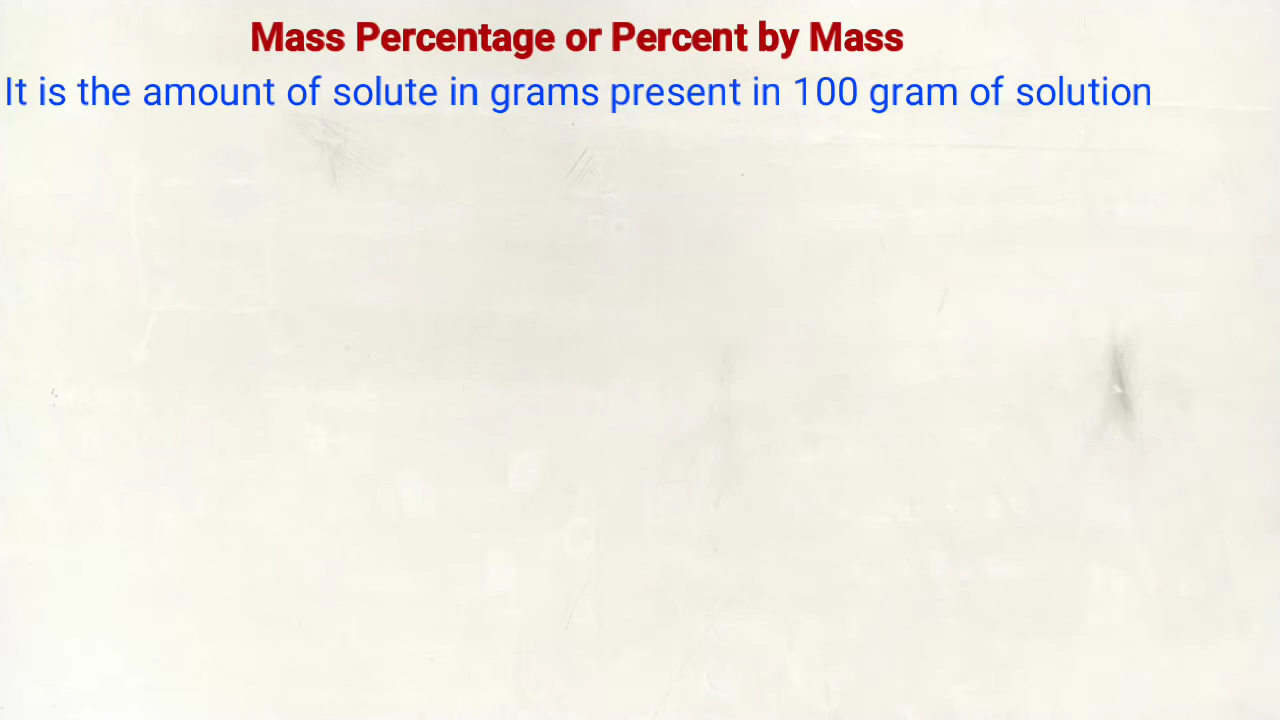 Mass Percentage or Percent by Mass
It is the amount of solute in grams present in 100 gram of solution